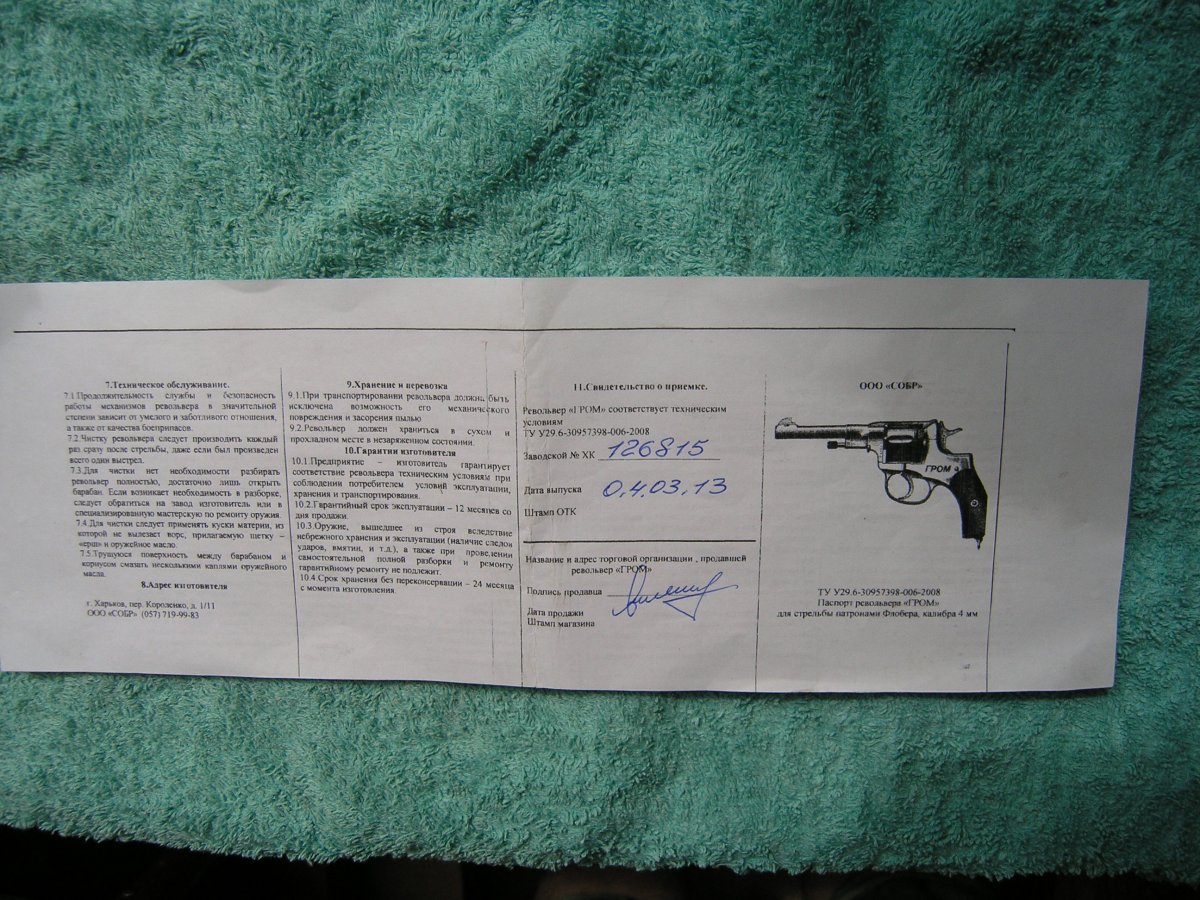 7.Техническое обслуживание.
7.1.Продолжительность службы и безопасность
работы механизмов револьвера в значительной
степени зависит от умелого и заботливого отношения,
а также от качества боеприпасов.
7.2.Чистку револьвера следует производить каждый
раз сразу после стрельбы, даже если был произведен
всего один выстрел.
7.3.Для чистки нет необходимости разбирать
револьвер полностью, достаточно лишь открыть
барабан. Если возникает необходимость в разборке,
следует обратиться на завод изготовитель или в
специализированную мастерскую по ремонту оружия.
7.4.Для чистки следует применять куски материи, из
которой не вылезает ворс, прилагаемую щетку –
«ерш» и оружейное масло.
7.5.Трущуюся поверхность между барабаном и
корпусом смазать несколькими каплями оружейного
масла.
8.Адрес изготовителя
г. Харьков, пер. Короленко, д. 1/11
ООО «СОБР» (057) 719-99-83
9.Хранение и перевозка
9.1.При транспортировании револьвера должна быть
исключена возможность его механического
повреждения и засорения пылью
9.2.Револьвер должен храниться в сухом и
прохладном месте в незаряженном состоянии.
10.Гарантии изготовителя
10.1.Предприятие – изготовитель гарантирует
соответствие револьвера техническим условиям при
соблюдении потребителем условий эксплуатации,
хранения и транспортирования.
10.2.Гарантийный срок эксплуатации – 12 месяцев со
дня продажи.
10.3.Оружие, вышедшее из строя вследствие
небрежного хранения и эксплуатации (наличие следов
ударов, вмятин, и т.д.), а также при проведении
самостоятельной полной разборки и ремонту
гарантийному ремонту не подлежит.
10.4.Срок хранения без переконсервации – 24 месяца
с момента изготовления.
11.Свидетельство о приемке.
Револьвер «ГРОМ» соответствует техническим
условиям
ТУ У29.6-30957398-006-2008
Заводской № ХК 126815
Дата выпуска 0,4.03.13
Штамп ОТК
Название и адрес торговой организации , продавшей
револьвер «ГРОМ»
Подпись продавца
Дата продажи
Штамп магазина
ООО «СОБР»
ГРОМ
ТУ У29.6-30957398-006-2008
Паспорт револьвера «ГРОМ»
для стрельбы патронами Флобера, калибра 4 мм